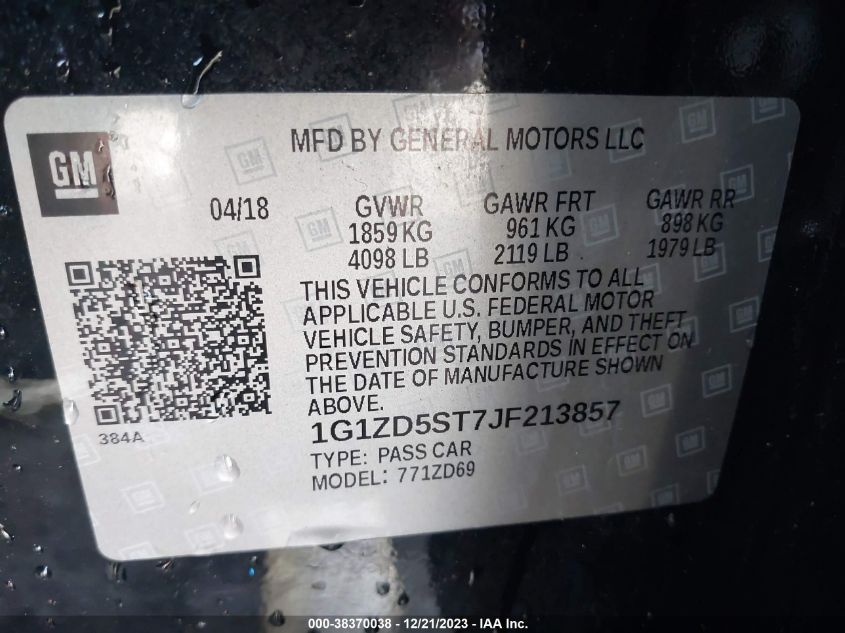 MFD BY GENERAL MOTORS LLC
GM
04/18
GVWR GAWR FRT GAWR RR
1859 KG 961 KG 898 KG
4098 LB 2119 LB 1979 LB
THIS VEHICLE CONFORMS TO ALL
APPLICABLE U.S. FEDERAL MOTOR
VEHICLE SAFETY, BUMPER, AND THEFT
PREVENTION STANDARDS IN EFFECT ON
THE DATE OF MANUFACTURE SHOWN
ABOVE.
384A
1G1ZD5ST7JF213857
TYPE: PASS CAR
MODEL: 771ZD69
000-38370038 - 12/21/2023 - IAA Inc.